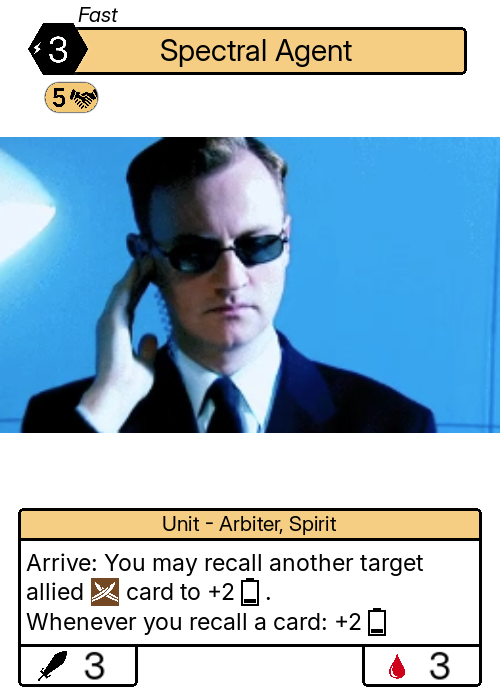 Fast
3
Spectral Agent
5
Unit - Arbiter, Spirit
Arrive: You may recall another target
allied card to +2 .
Whenever you recall a card: +2
3
3